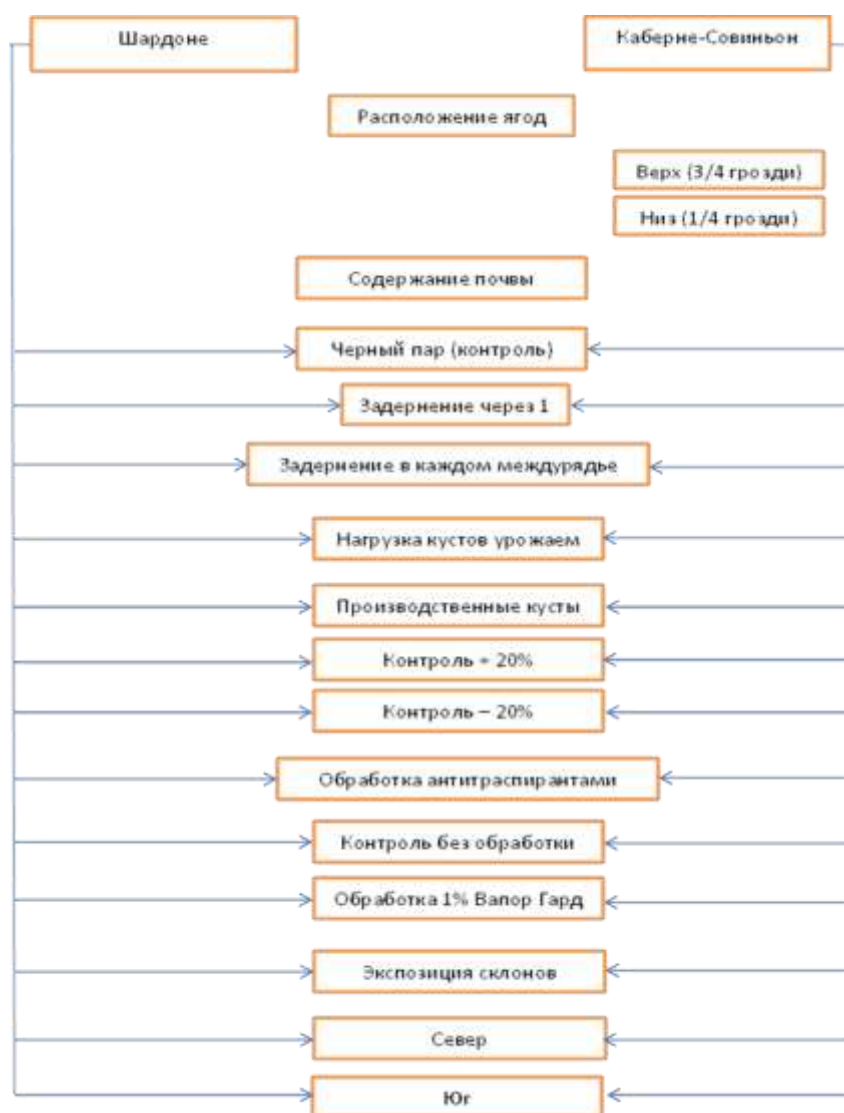 Шардоне
Каберне-Совиньон
Расположение ягод
Верх (3/4 грозди)
Низ (1/4 грозди)
Содержание почвы
Черный пар (контроль)
Задернение через 1
Задернение в каждом междурядье
Нагрузка кустов урожаем
Производственные кусты
Контроль + 20%
Контроль – 20%
Обработка антитраспирантами
Контроль без обработки
Обработка 1% Вапор Гард
Экспозиция склонов
Север
Юг